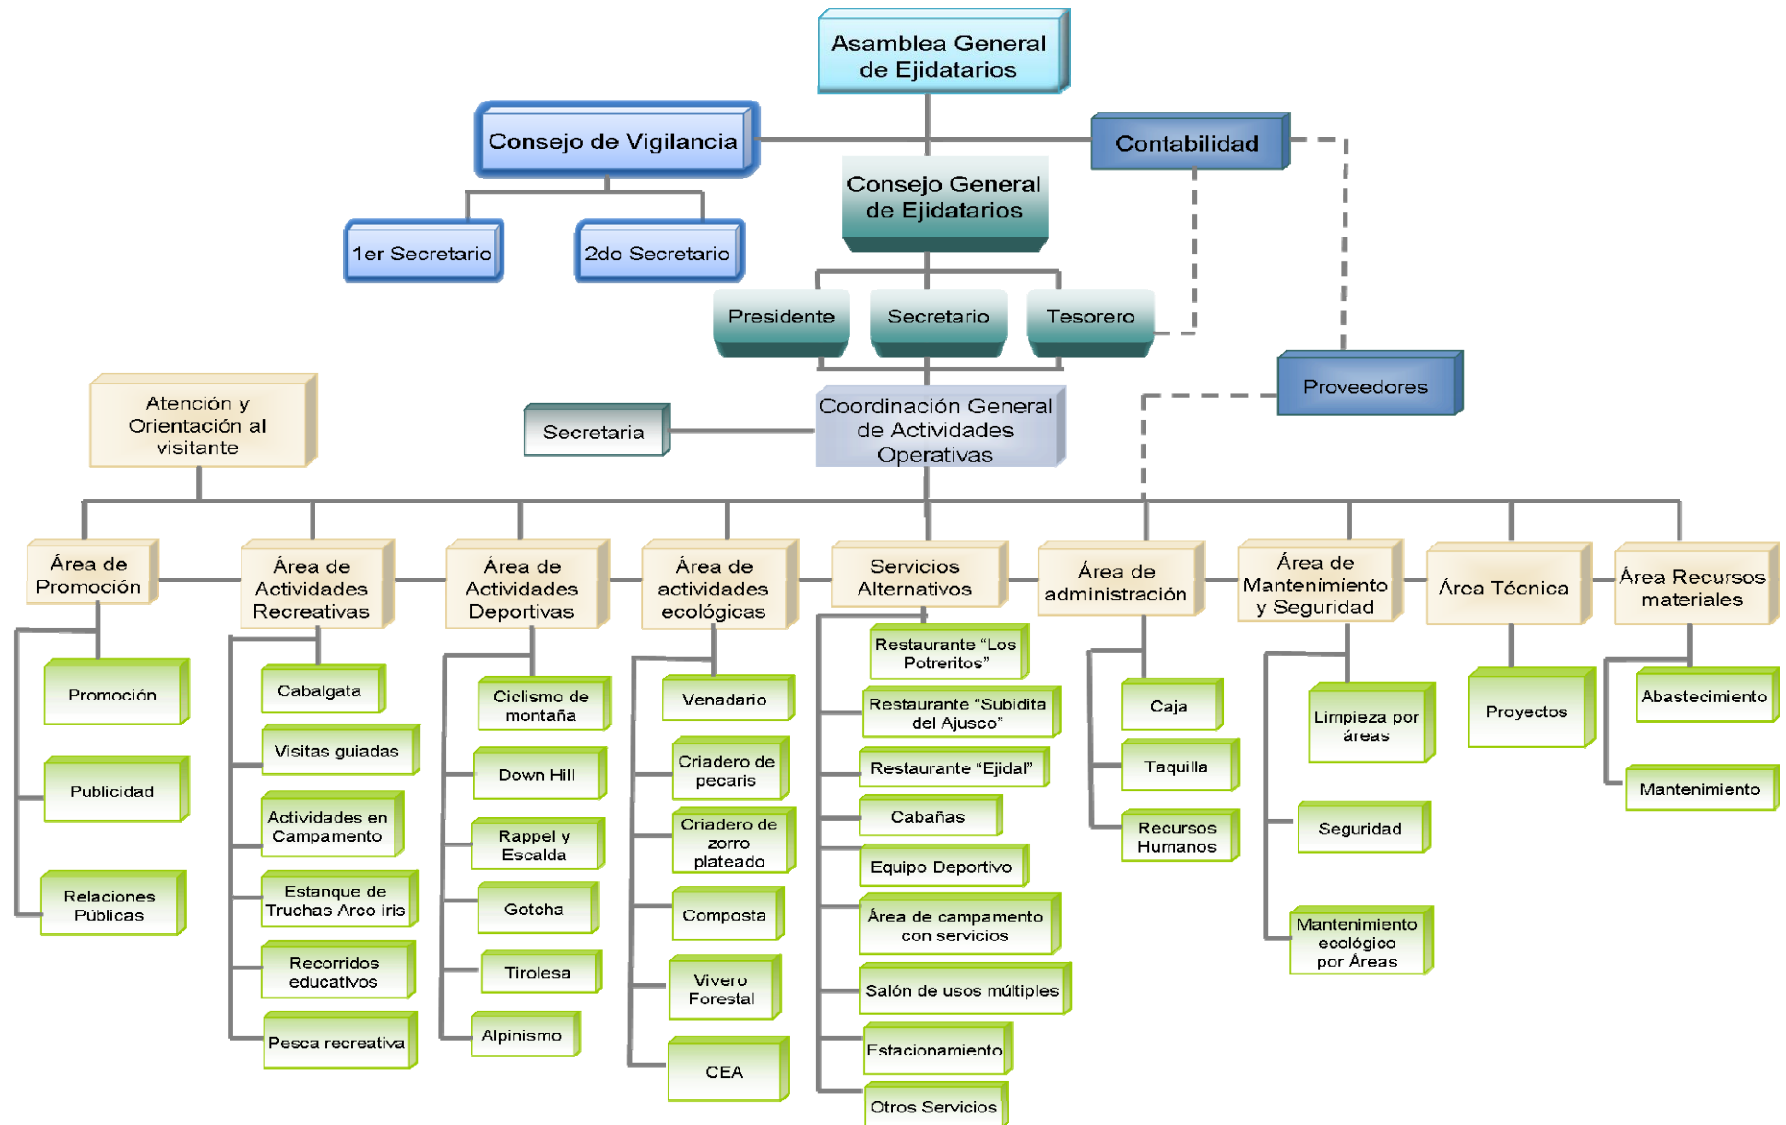 Asamblea General
de Ejidatarios
Consejo de Vigilancia
Contabilidad
Consejo General
de Ejidatarios
1er Secretario
2do Secretario
Presidente
Secretario
Tesorero
Proveedores
Atención y
Orientación al
visitante
Secretaria
Coordinación General
de Actividades
Operativas
Área de
Promoción
Área de
Actividades
Recreativas
Área de
Actividades
Deportivas
Área de
actividades
ecológicas
Servicios
Alternativos
Área de
administración
Área de
Mantenimiento
y Seguridad
Área Técnica
Área Recursos
materiales
Promoción
Publicidad
Relaciones
Públicas
Cabalgata
Visitas guiadas
Actividades en
Campamento
Estanque de
Truchas Arco iris
Recorridos
educativos
Pesca recreativa
Ciclismo de
montaña
Down Hill
Rappel y
Escalda
Gotcha
Tirolesa
Alpinismo
Venadario
Criadero de
pecaris
Criadero de
zorro
plateado
Composta
Vivero
Forestal
CEA
Restaurante “Los
Potreritos”
Restaurante “Subidita
del Ajusco”
Restaurante “Ejidal”
Cabañas
Equipo Deportivo
Área de campamento
con servicios
Salón de usos múltiples
Estacionamiento
Otros Servicios
Caja
Taquilla
Recursos
Humanos
Limpieza por
áreas
Seguridad
Mantenimiento
ecológico
por Áreas
Proyectos
Abastecimiento
Mantenimiento